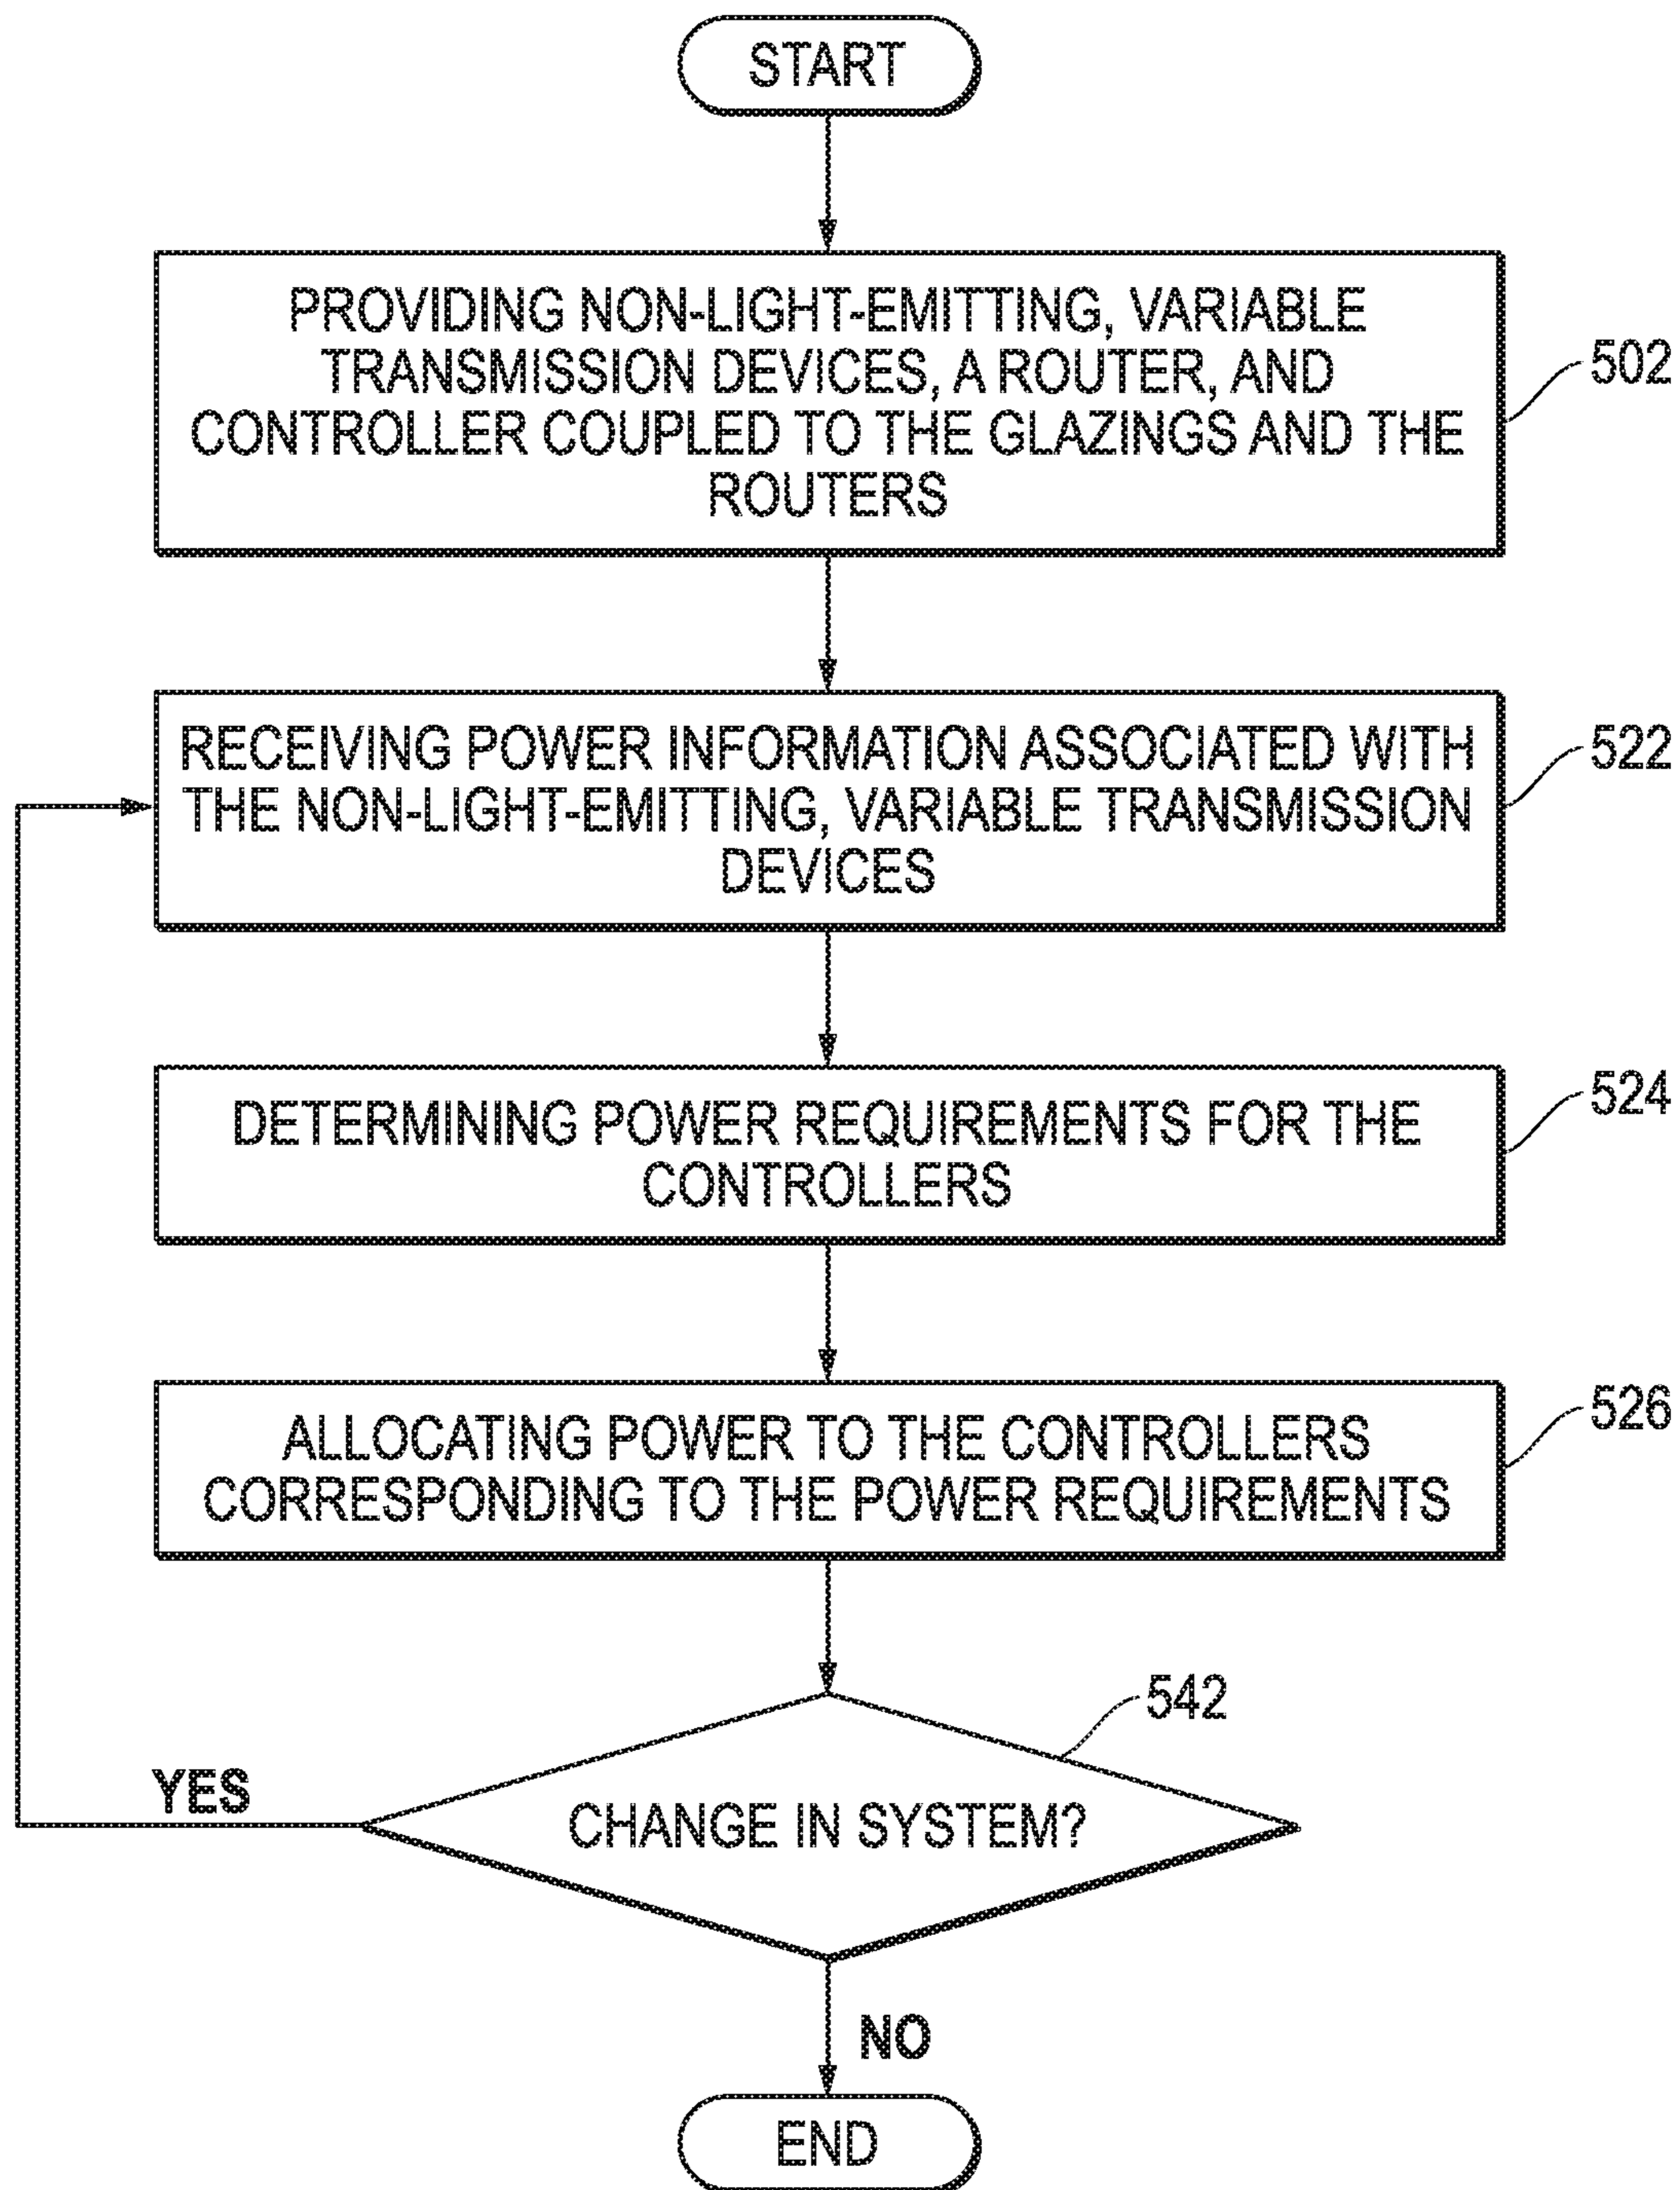 START
PROVIDING NON-LIGHT-EMITTING, VARIABLE
TRANSMISSION DEVICES, A ROUTER, AND
CONTROLLER COUPLED TO THE GLAZINGS AND THE
ROUTERS
502
RECEIVING POWER INFORMATION ASSOCIATED WITH
THE NON-LIGHT-EMITTING, VARIABLE TRANSMISSION
DEVICES
522
DETERMINING POWER REQUIREMENTS FOR THE
CONTROLLERS
524
ALLOCATING POWER TO THE CONTROLLERS
CORRESPONDING TO THE POWER REQUIREMENTS
526
542
YES
CHANGE IN SYSTEM?
NO
END